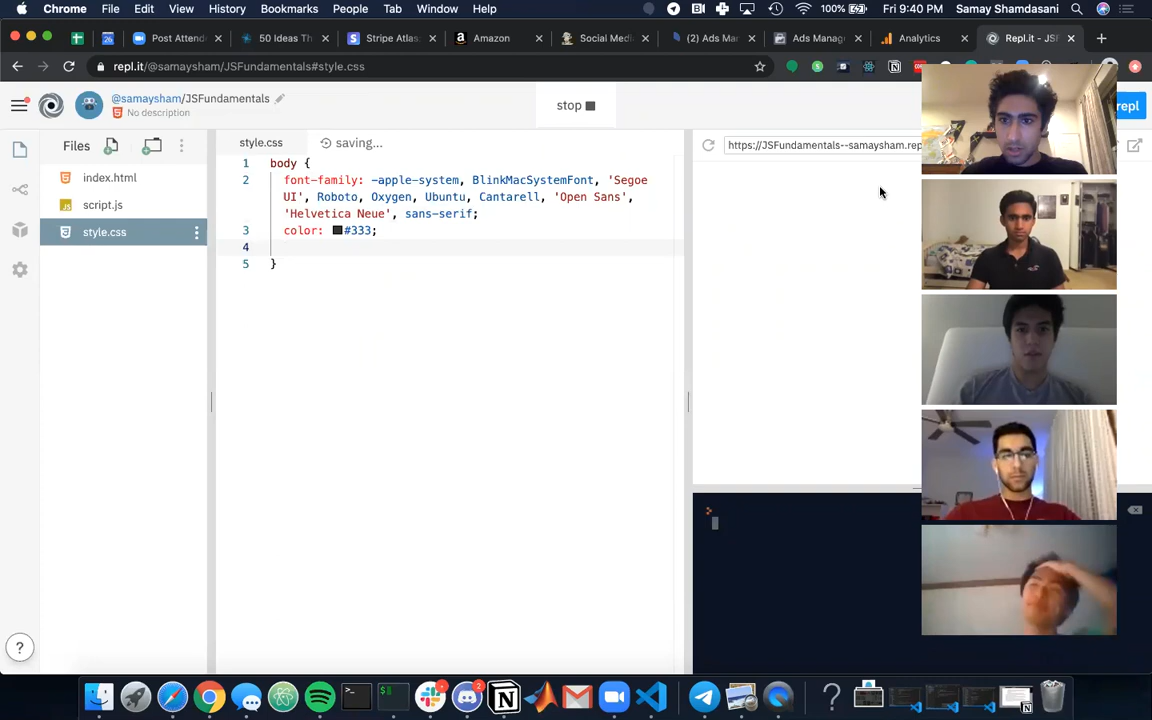 Chrome File Edit View History Bookmarks People Tab Window Help 100% Fri 9:40 PM Samay Shamdasani
Post Attend 50 Ideas Th Stripe Atlas Amazon Social Medi (2) Ads Mar Ads Manag Analytics Repl.it - JS
repl.it/@samaysham/JSFundamentals#style.css
@samaysham/JSFundamentals
No description
stop
repl
Files
index.html
script.js
style.css
style.css saving...
https://JSFundamentals--samaysham.rep
1 body {
2 font-family: -apple-system, BlinkMacSystemFont, 'Segoe
UI', Roboto, Oxygen, Ubuntu, Cantarell, 'Open Sans',
'Helvetica Neue', sans-serif;
3 color: #333;
4
5 }
>
?